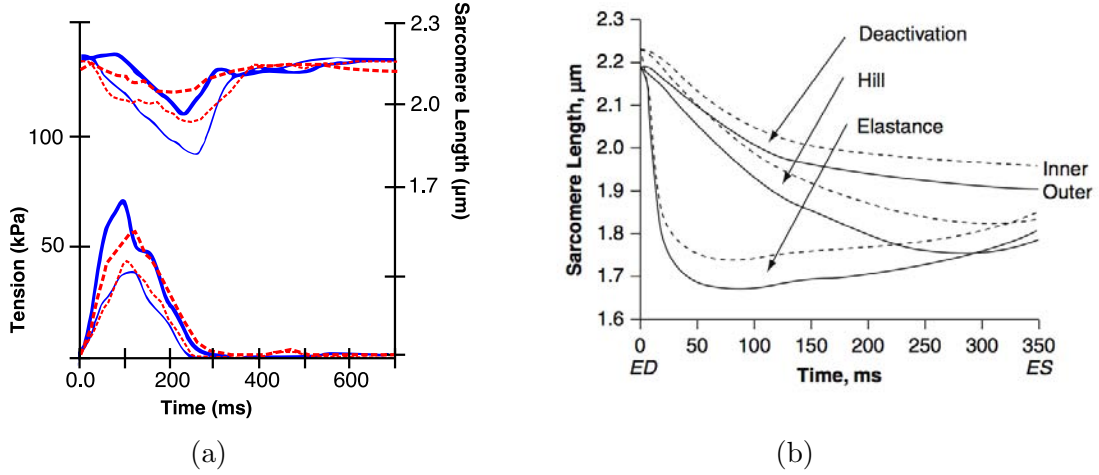 2.3
100
2.0
1.7
50
0.0
200
400
600
Tension (kPa)
Sarcomere Length (μm)
Time (ms)
(a)
2.3
2.2
2.1
2.0
1.9
1.8
1.7
1.6
Sarcomere Length, μm
Deactivation
Hill
Elastance
Inner
Outer
0 50 100 150 200 250 300 350
ED Time, ms ES
(b)